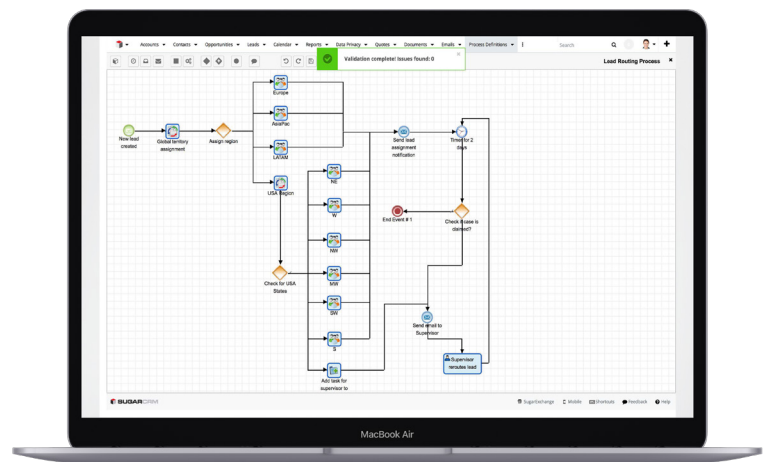 Accounts Contacts Opportunities Leads Calendar Reports Data Privacy Quotes Documents Emails Process Definitions Search
Validation complete! Issues found: 0
Lead Routing Process
Europe
AsiaPac
New lead
created
Global territory
assignment
Assign region
LATAM
Send lead
assignment
notification
Timer for 2
days
USA Region
NE
W
End Event # 1
Check if case is
claimed?
NW
Check for USA
States
MW
SW
Send email to
Supervisor
S
Supervisor
reroutes lead
Add task for
supervisor to
SUGARCRM
SugarExchange Mobile Shortcuts Feedback Help
MacBook Air